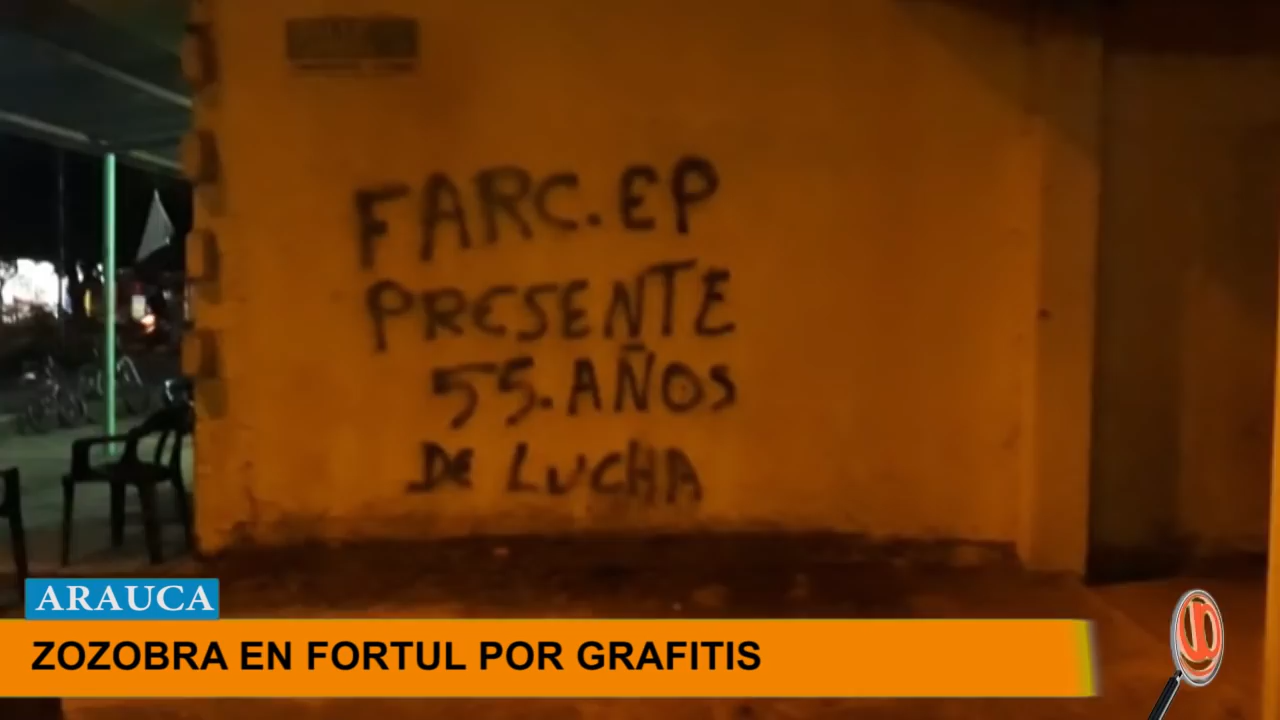 FARC.EP
PRESENTE
55.AÑOS
DE LUCHA
ARAUCA
ZOZOBRA EN FORTUL POR GRAFITIS